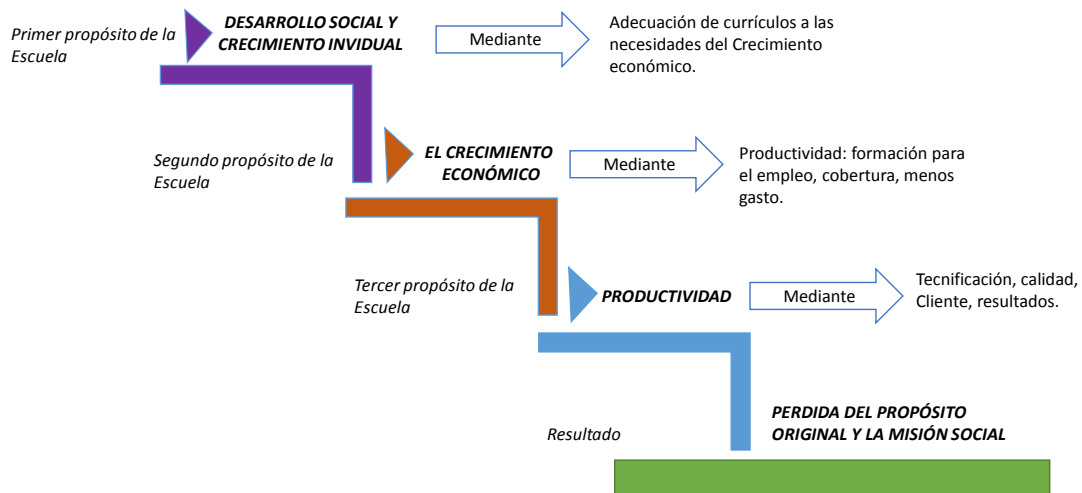 Primer propósito de la
Escuela
DESARROLLO SOCIAL Y
CRECIMIENTO INVIDUAL
Mediante
Adecuación de currículos a las
necesidades del Crecimiento
económico.
Segundo propósito de la
Escuela
EL CRECIMIENTO
ECONÓMICO
Mediante
Productividad: formación para
el empleo, cobertura, menos
gasto.
Tercer propósito de la
Escuela
PRODUCTIVIDAD
Mediante
Tecnificación, calidad,
Cliente, resultados.
Resultado
PERDIDA DEL PROPÓSITO
ORIGINAL Y LA MISIÓN SOCIAL